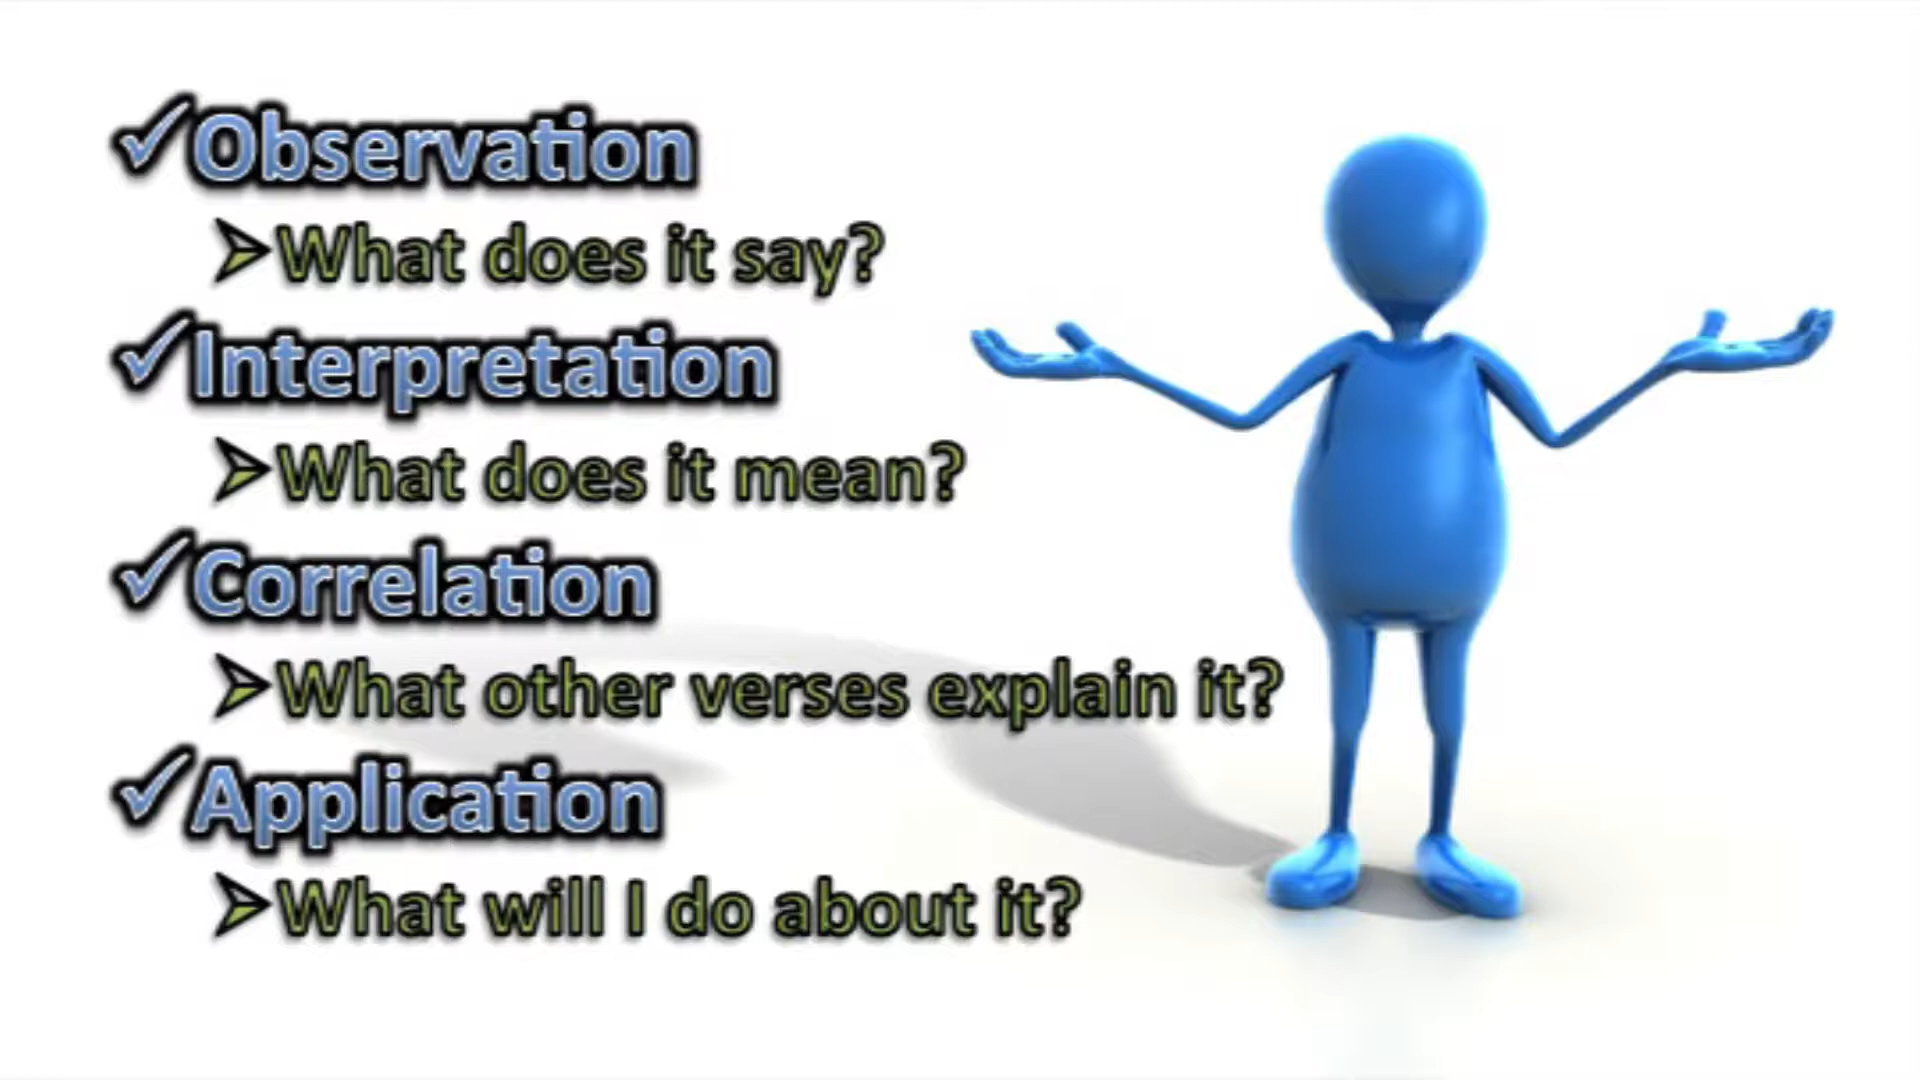 ✓Observation
➢What does it say?
✓Interpretation
➢What does it mean?
✓Correlation
➢What other verses explain it?
✓Application
➢What will I do about it?